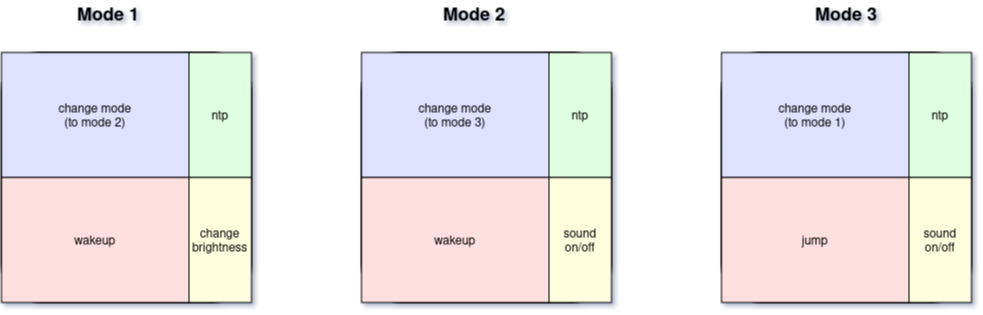 Mode 1
change mode
(to mode 2)
ntp
wakeup
change
brightness
Mode 2
change mode
(to mode 3)
ntp
wakeup
sound
on/off
Mode 3
change mode
(to mode 1)
ntp
jump
sound
on/off